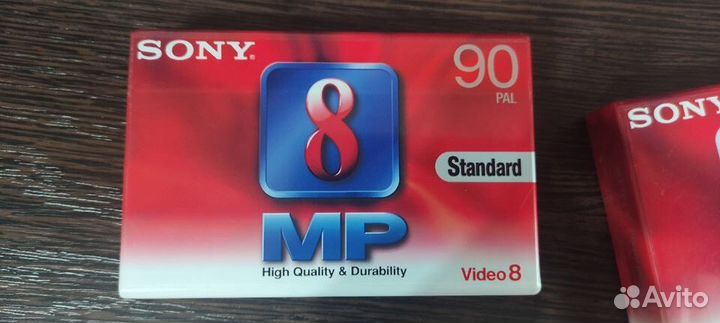 SONY
90
PAL
8
Standard
MP
High Quality & Durability
Video 8
SONY
Avito